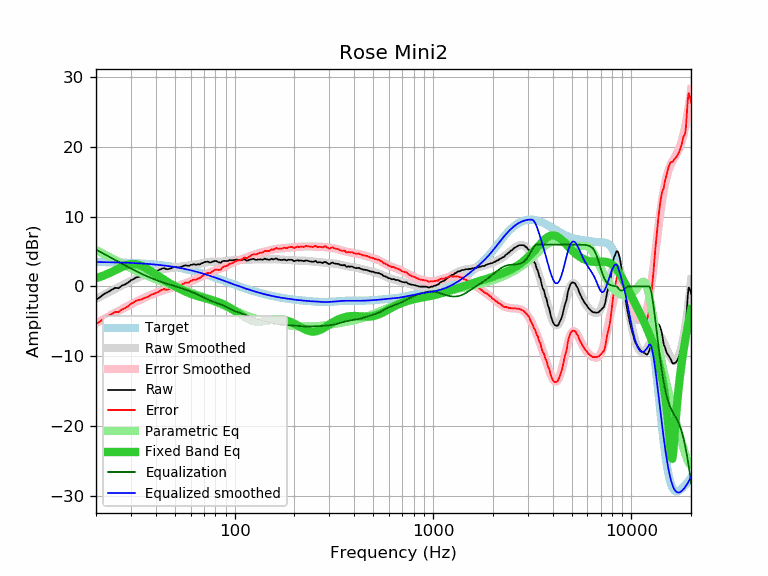 Rose Mini2
Amplitude (dBr)
30
20
10
0
−10
−20
−30
Target
Raw Smoothed
Error Smoothed
Raw
Error
Parametric Eq
Fixed Band Eq
Equalization
Equalized smoothed
100
1000
10000
Frequency (Hz)